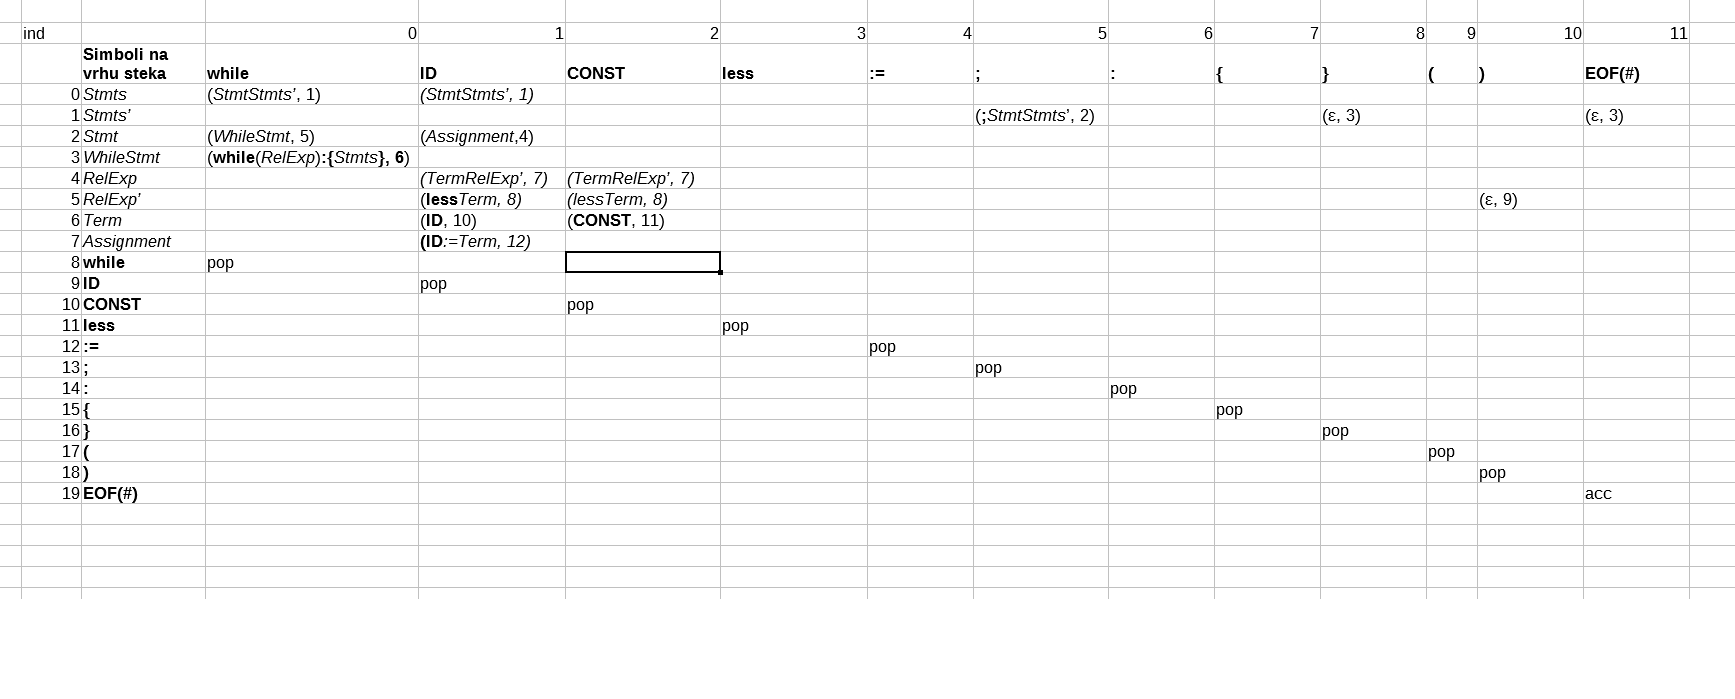 ind 0 1 2 3 4 5 6 7 8 9 10 11
Simboli na
vrhu steka while ID CONST less := ; : { } ( ) EOF(#)
0 Stmts (StmtStmts’, 1) (StmtStmts’, 1)
1 Stmts’ (;StmtStmts’, 2) (ε, 3) (ε, 3)
2 Stmt (WhileStmt, 5) (Assignment,4)
3 WhileStmt (while(RelExp):{Stmts}, 6)
4 RelExp (TermRelExp’, 7) (TermRelExp’, 7)
5 RelExp’ (lessTerm, 8) (lessTerm, 8) (ε, 9)
6 Term (ID, 10) (CONST, 11)
7 Assignment (ID:=Term, 12)
8 while pop
9 ID pop
10 CONST pop
11 less pop
12 := pop
13 ; pop
14 : pop
15 { pop
16 } pop
17 ( pop
18 ) pop
19 EOF(#) acc